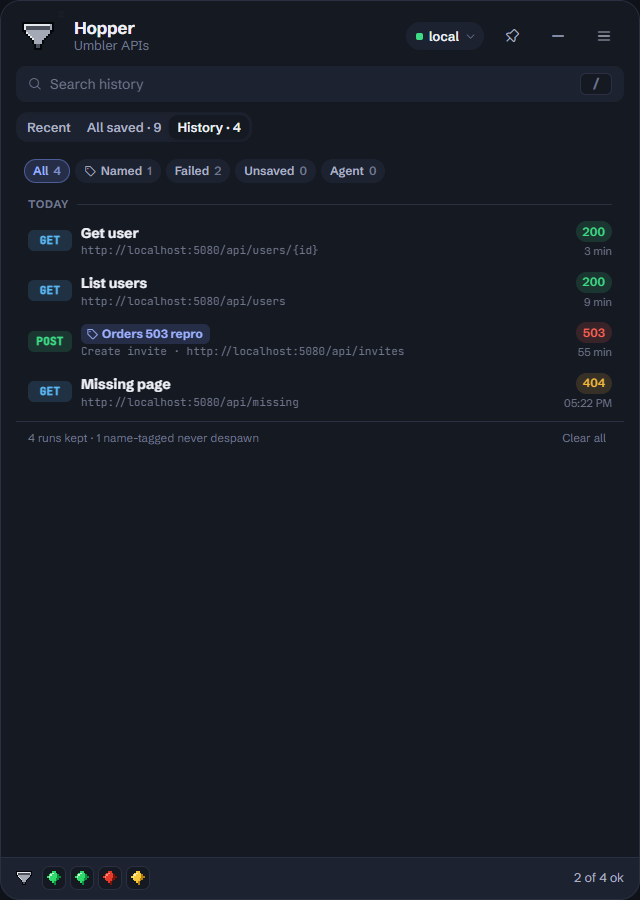 Hopper
Umbler APIs
local
Search history
/
Recent All saved · 9 History · 4
All 4 Named 1 Failed 2 Unsaved 0 Agent 0
TODAY
GET Get user 200
http://localhost:5080/api/users/{id} 3 min
GET List users 200
http://localhost:5080/api/users 9 min
POST Orders 503 repro 503
Create invite · http://localhost:5080/api/invites 55 min
GET Missing page 404
http://localhost:5080/api/missing 05:22 PM
4 runs kept · 1 name-tagged never despawn Clear all
2 of 4 ok